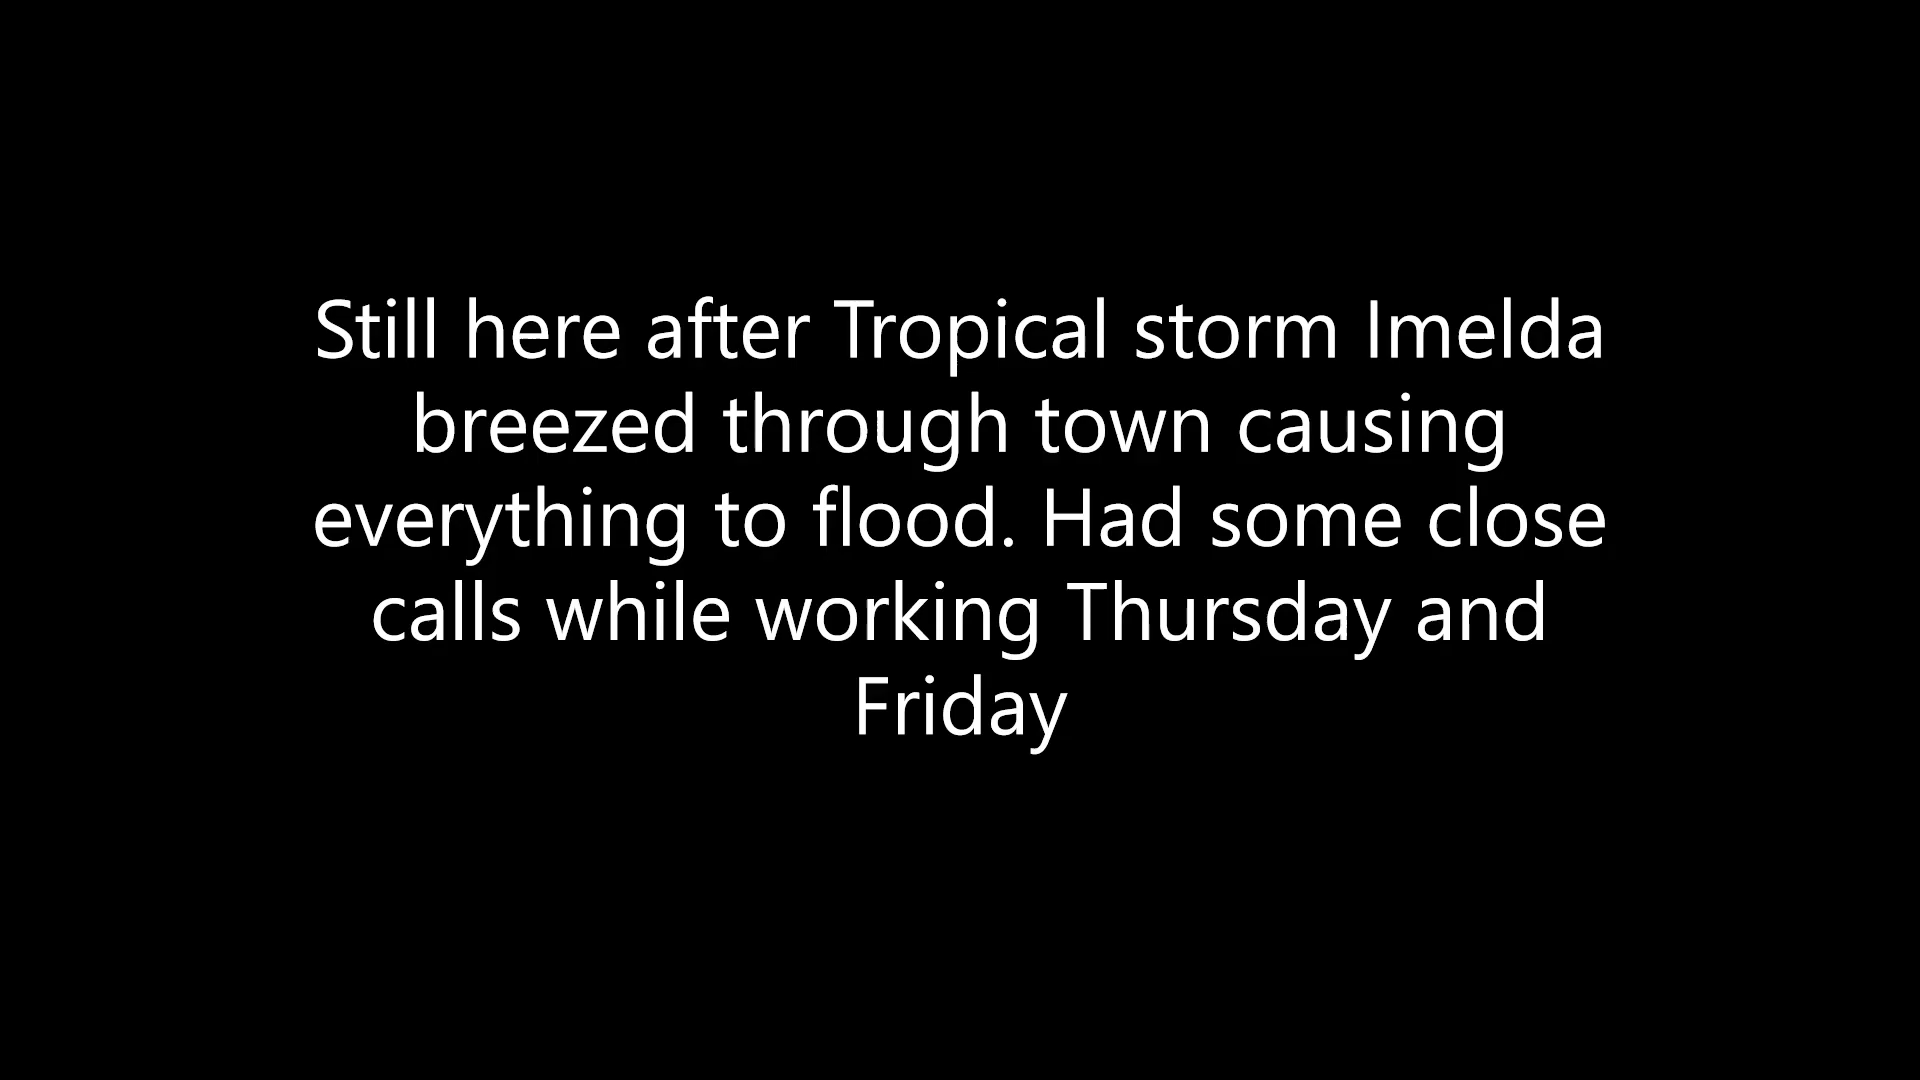 Still here after Tropical storm Imelda
breezed through town causing
everything to flood. Had some close
calls while working Thursday and
Friday